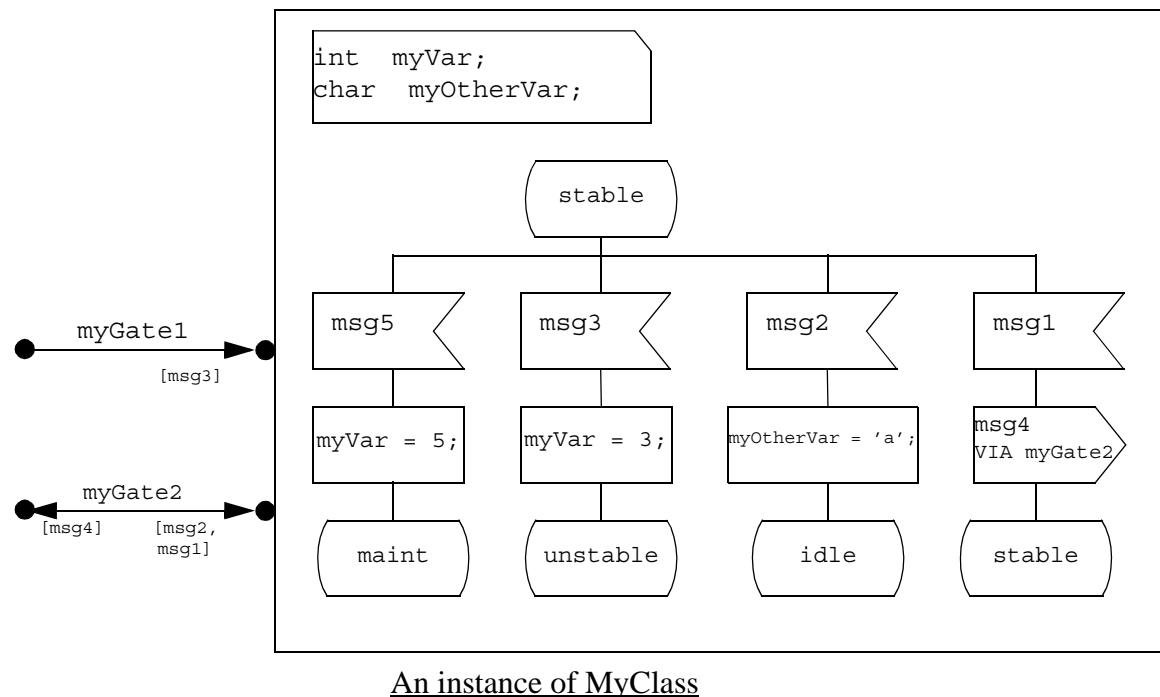 int myVar;
char myOtherVar;
stable
msg5
msg3
msg2
msg1
myGate1
[msg3]
myVar = 5;
myVar = 3;
myOtherVar = ’a’;
msg4
VIA myGate2
myGate2
[msg4]
[msg2,
msg1]
maint
unstable
idle
stable
An instance of MyClass